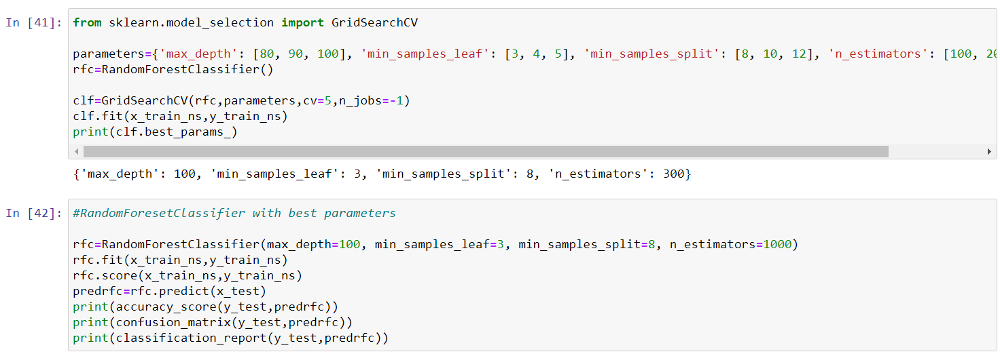 In [41]: from sklearn.model_selection import GridSearchCV
parameters={'max_depth': [80, 90, 100], 'min_samples_leaf': [3, 4, 5], 'min_samples_split': [8, 10, 12], 'n_estimators': [100,
rfc=RandomForestClassifier()
clf=GridSearchCV(rfc,parameters,cv=5,n_jobs=-1)
clf.fit(x_train_ns,y_train_ns)
print(clf.best_params_)
{'max_depth': 100, 'min_samples_leaf': 3, 'min_samples_split': 8, 'n_estimators': 300}
In [42]: #RandomForesetClassifier with best parameters
rfc=RandomForestClassifier(max_depth=100, min_samples_leaf=3, min_samples_split=8, n_estimators=1000)
rfc.fit(x_train_ns,y_train_ns)
rfc.score(x_train_ns,y_train_ns)
predrfc=rfc.predict(x_test)
print(accuracy_score(y_test,predrfc))
print(confusion_matrix(y_test,predrfc))
print(classification_report(y_test,predrfc))